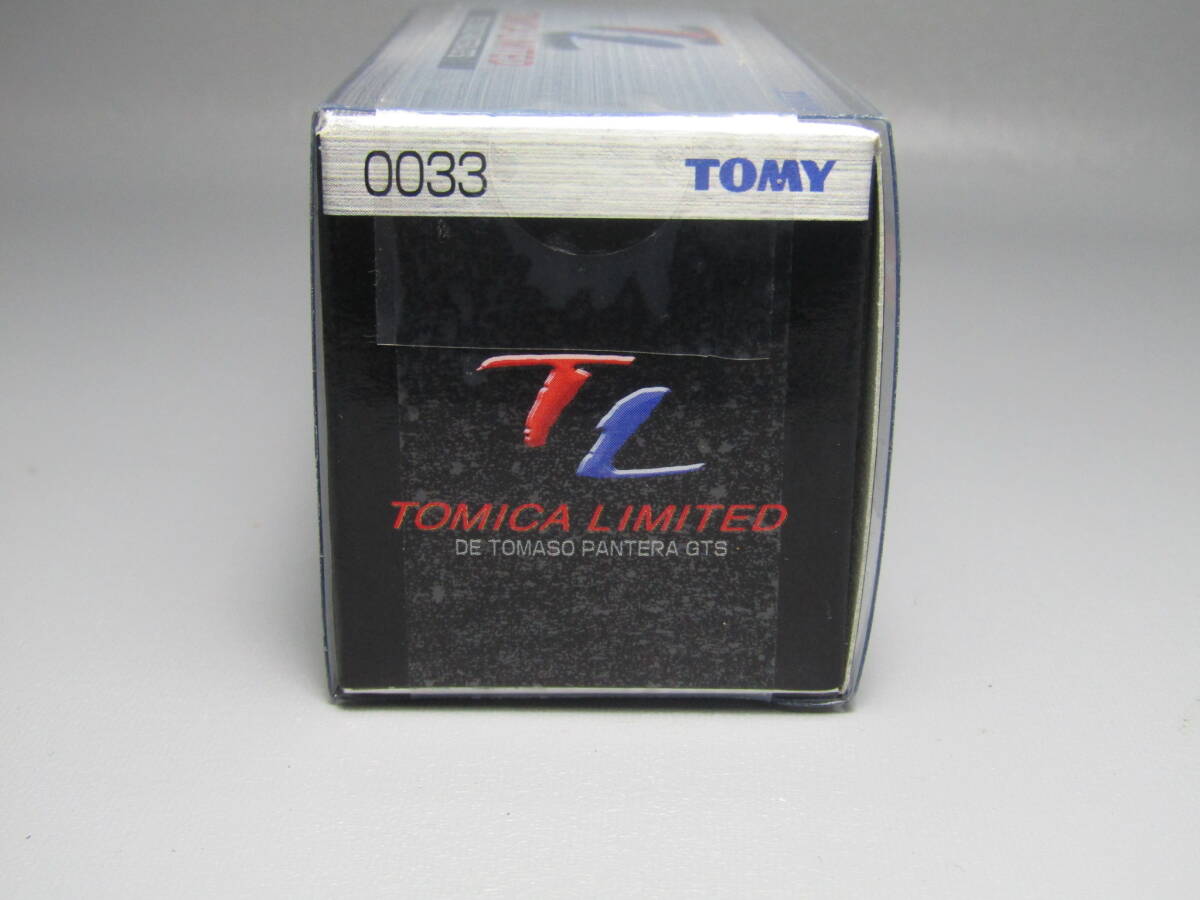 0033 TOMY
TL
TOMICA LIMITED
DE TOMASO PANTERA GTS